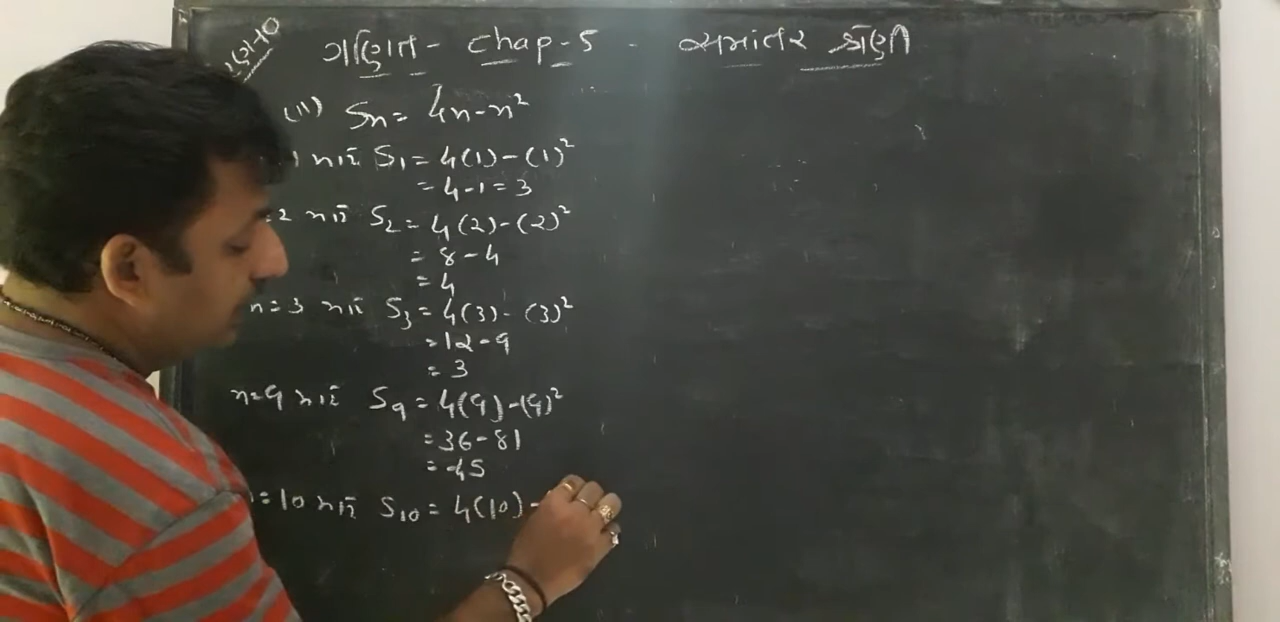 ગણિત - Chap-5 - સમાંતર શ્રેણી
(11) Sn = 4n - n²
માટે S₁ = 4(1) - (1)²
= 4-1 = 3
=2 માટે S₂ = 4(2) - (2)²
= 8 - 4
= 4
n=3 માટે S₃ = 4(3) - (3)²
= 12 - 9
= 3
n=9 માટે S₉ = 4(9) - (9)²
= 36 - 81
= -45
=10 માટે S₁₀ = 4(10) -